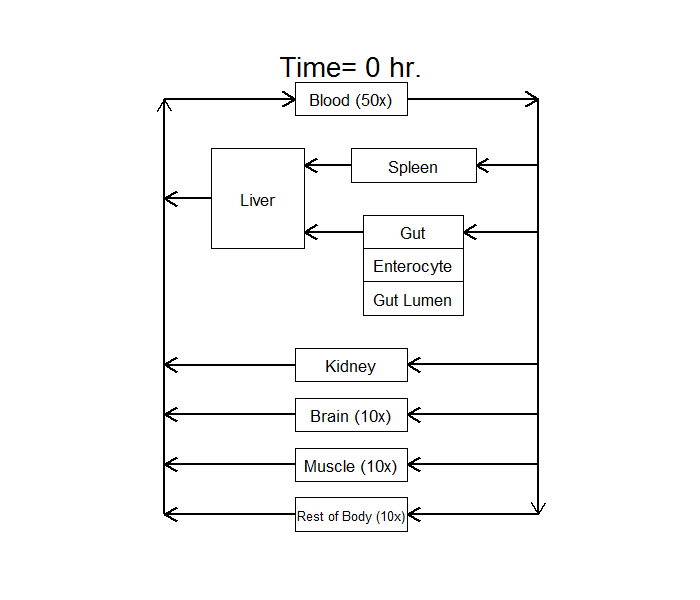 Time= 0 hr.
Blood (50x)
Spleen
Liver
Gut
Enterocyte
Gut Lumen
Kidney
Brain (10x)
Muscle (10x)
Rest of Body (10x)